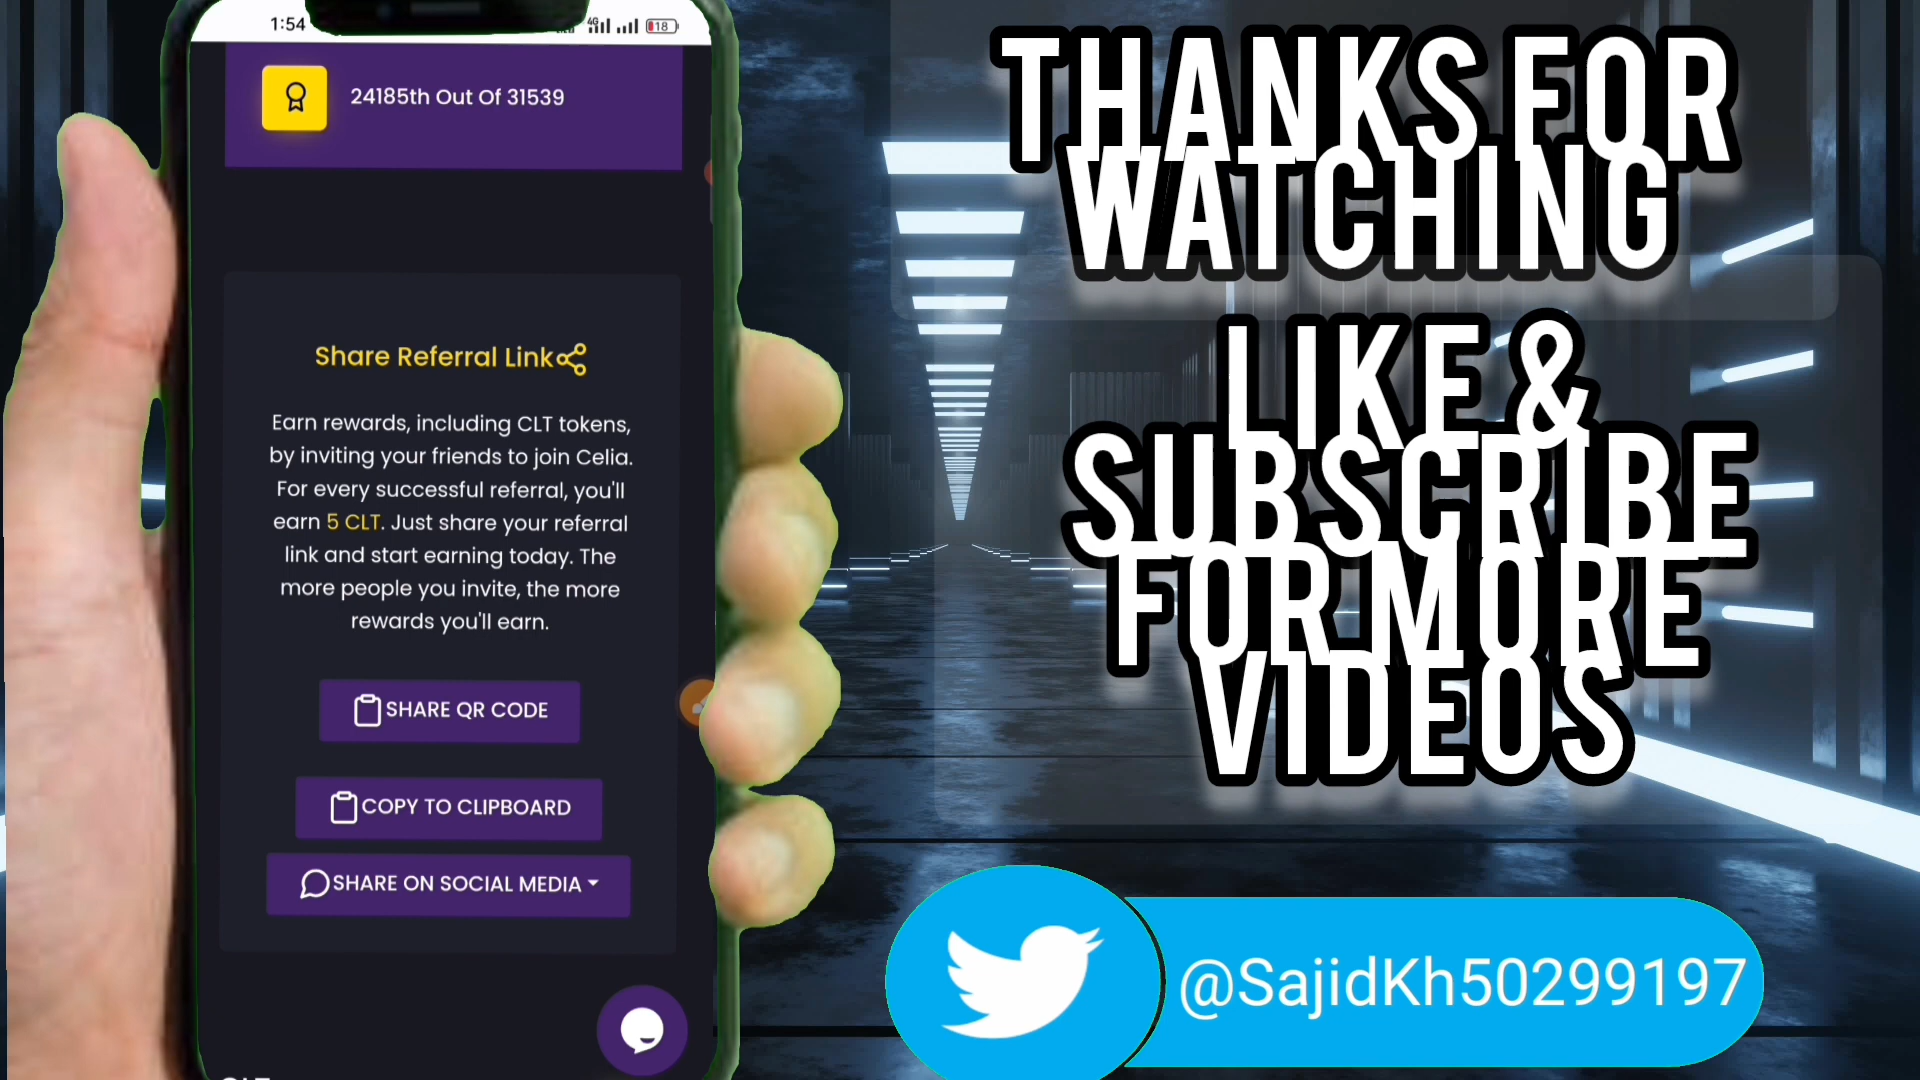 1:54
4G
18
24185th Out Of 31539
Share Referral Link
Earn rewards, including CLT tokens,
by inviting your friends to join Celia.
For every successful referral, you'll
earn 5 CLT. Just share your referral
link and start earning today. The
more people you invite, the more
rewards you'll earn.
SHARE QR CODE
COPY TO CLIPBOARD
SHARE ON SOCIAL MEDIA
THANKS FOR
WATCHING
LIKE &
SUBSCRIBE
FOR MORE
VIDEOS
@SajidKh50299197